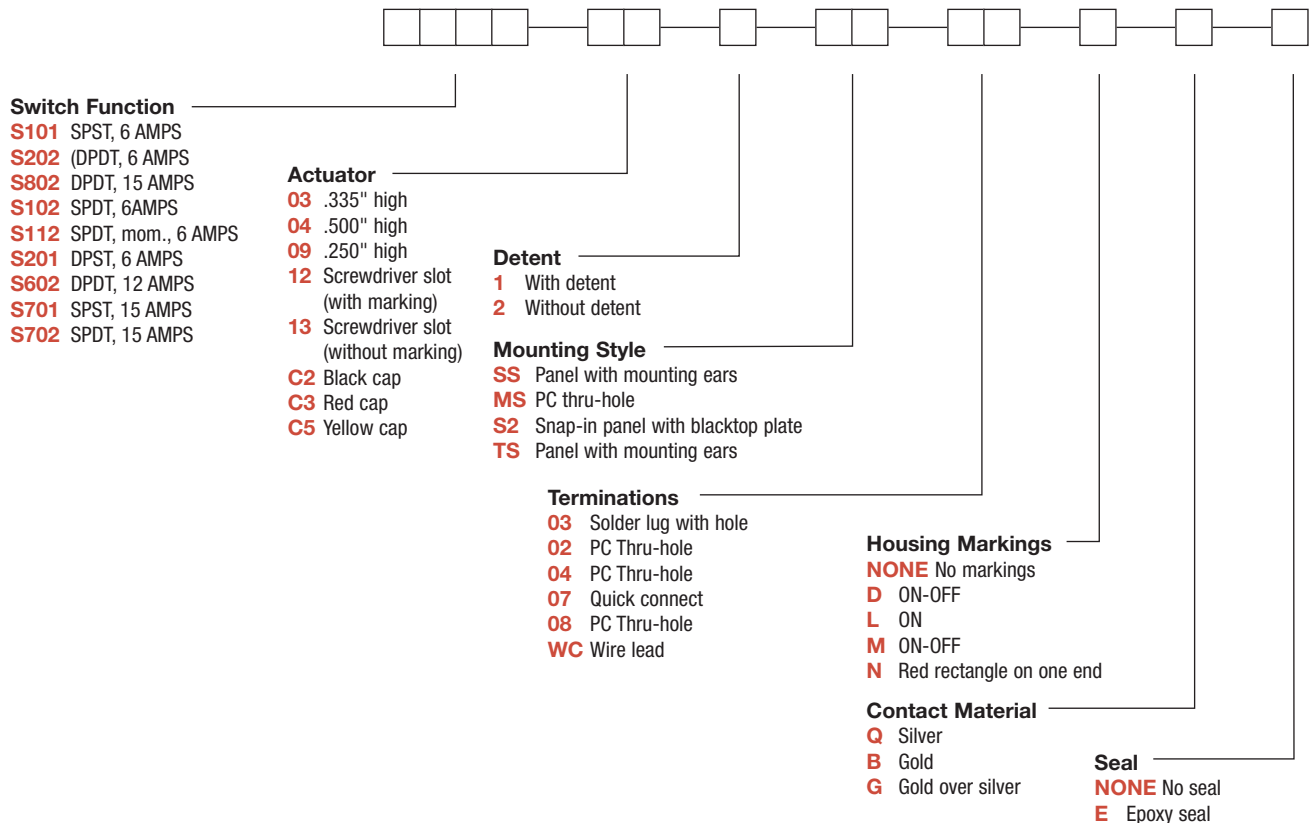 Switch Function
S101 SPST, 6 AMPS
S202 (DPDT, 6 AMPS
S802 DPDT, 15 AMPS
S102 SPDT, 6AMPS
S112 SPDT, mom., 6 AMPS
S201 DPST, 6 AMPS
S602 DPDT, 12 AMPS
S701 SPST, 15 AMPS
S702 SPDT, 15 AMPS
Actuator
03 .335" high
04 .500" high
09 .250" high
12 Screwdriver slot
(with marking)
13 Screwdriver slot
(without marking)
C2 Black cap
C3 Red cap
C5 Yellow cap
Detent
1 With detent
2 Without detent
Mounting Style
SS Panel with mounting ears
MS PC thru-hole
S2 Snap-in panel with blacktop plate
TS Panel with mounting ears
Terminations
03 Solder lug with hole
02 PC Thru-hole
04 PC Thru-hole
07 Quick connect
08 PC Thru-hole
WC Wire lead
Housing Markings
NONE No markings
D ON-OFF
L ON
M ON-OFF
N Red rectangle on one end
Contact Material
Q Silver
B Gold
G Gold over silver
Seal
NONE No seal
E Epoxy seal